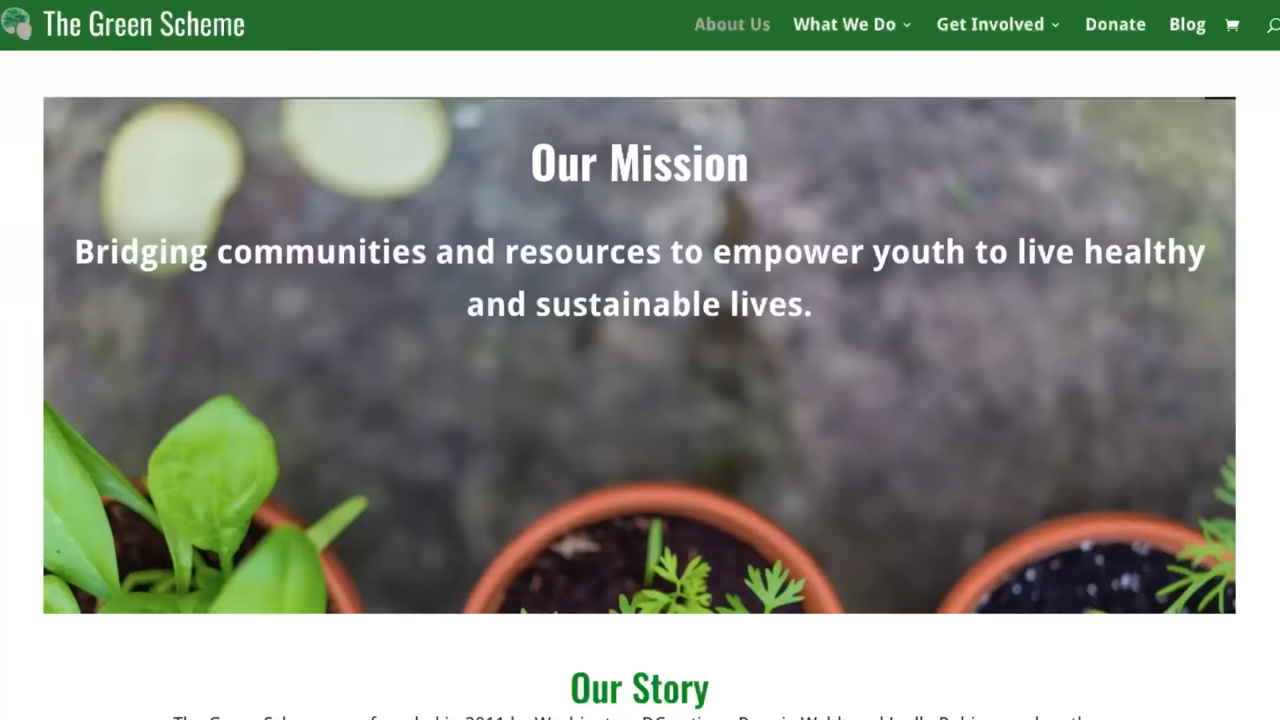 The Green Scheme
About Us What We Do Get Involved Donate Blog
Our Mission
Bridging communities and resources to empower youth to live healthy
and sustainable lives.
Our Story